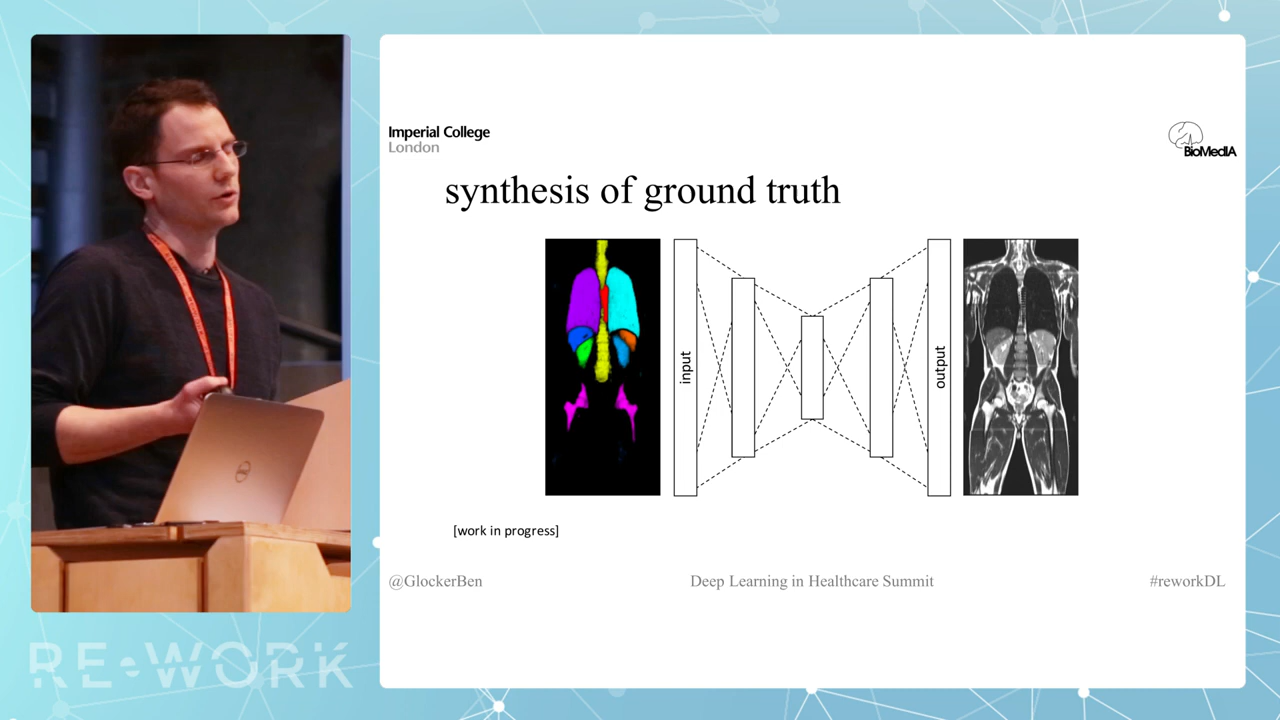 Imperial College
London
BioMedIA
synthesis of ground truth
input
output
[work in progress]
@GlockerBen
Deep Learning in Healthcare Summit
#reworkDL
RE•WORK